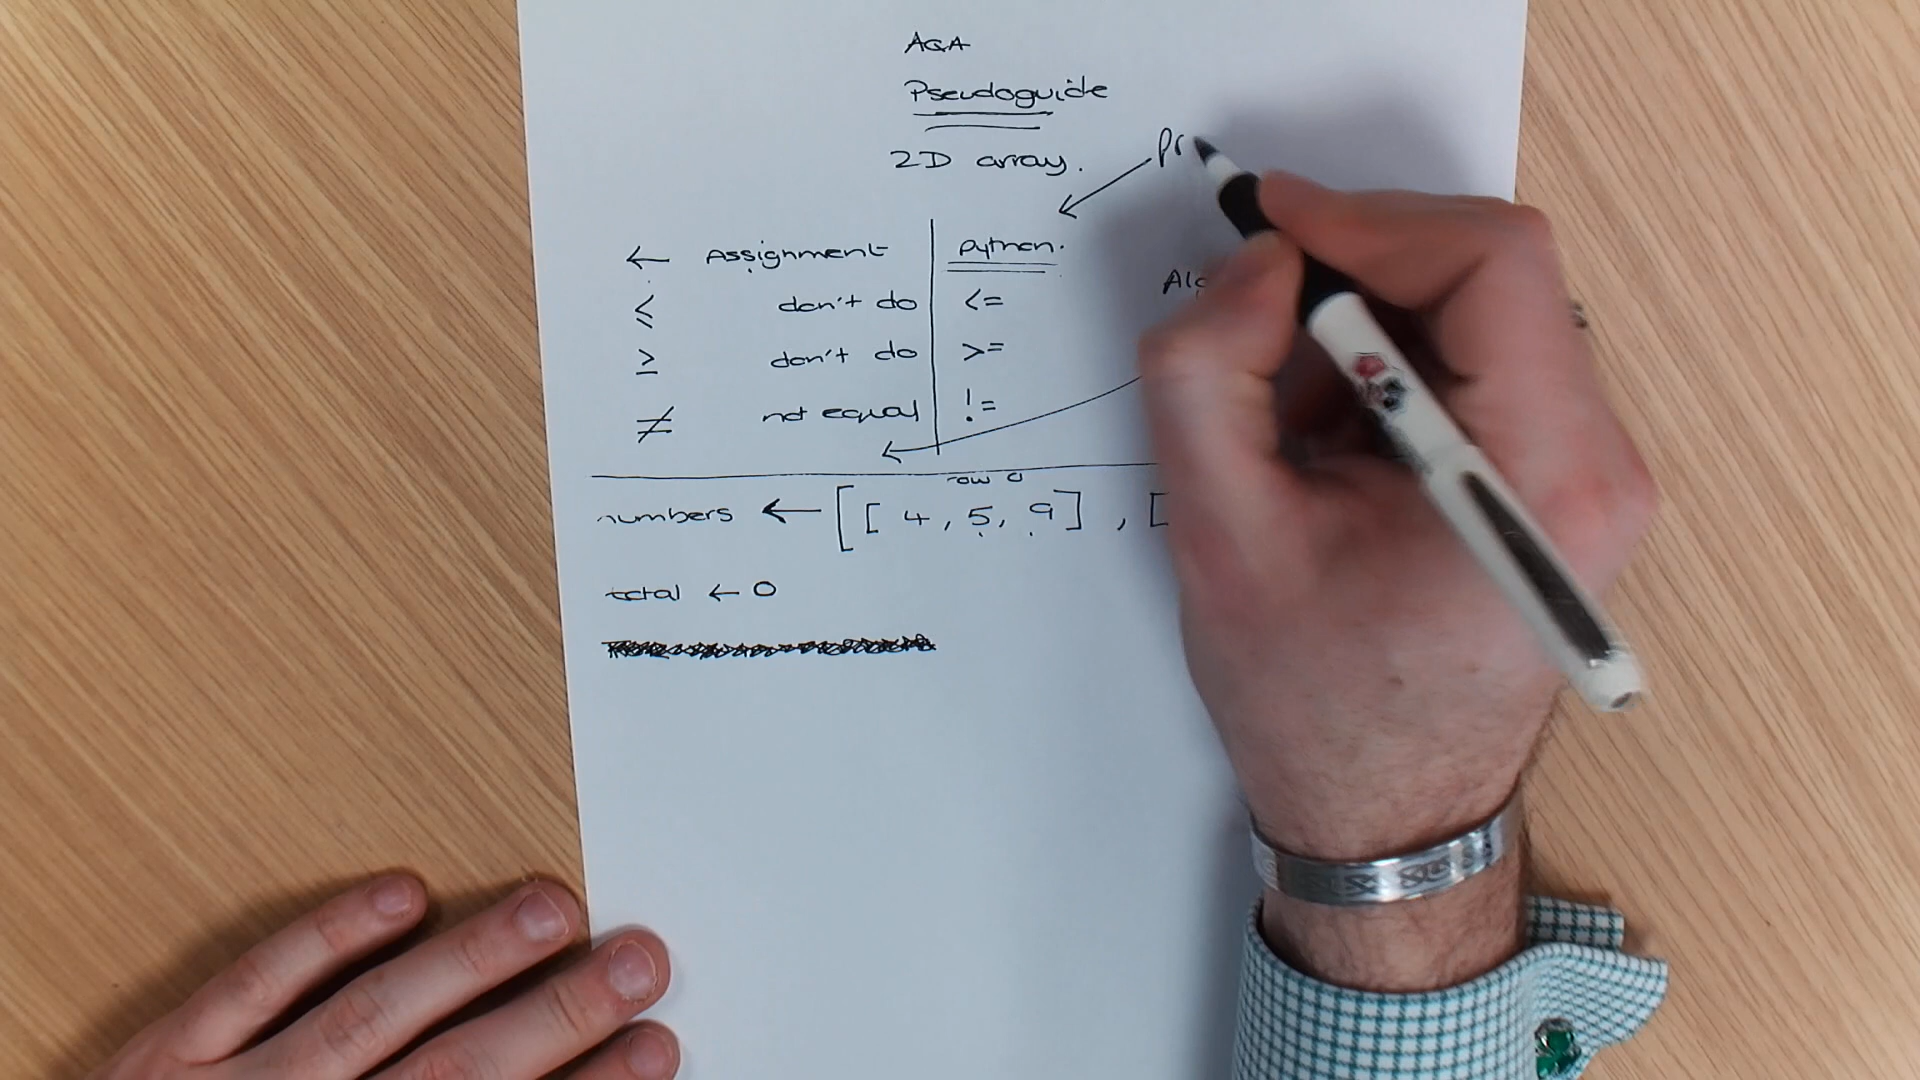 AQA
Pseudoguide
2D array.
Pr
← Assignment python.
≤ don't do <=
≥ don't do >=
≠ not equal !=
row 0
numbers ← [ [ 4 , 5 , 9 ] , [
total ← 0